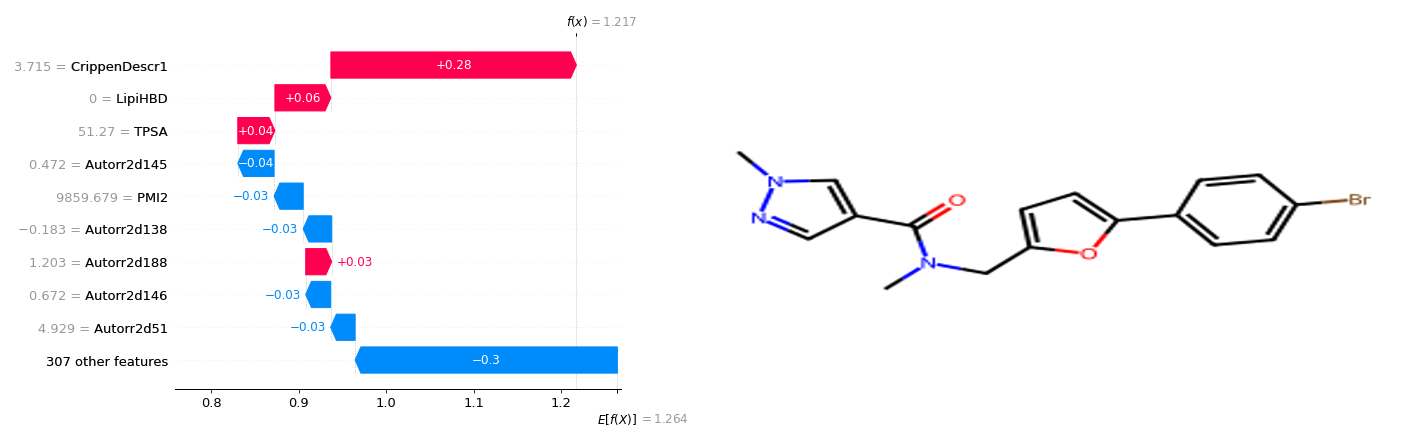 f(x) = 1.217
3.715 = CrippenDescr1
+0.28
0 = LipiHBD
+0.06
51.27 = TPSA
+0.04
0.472 = Autorr2d145
−0.04
9859.679 = PMI2
−0.03
−0.183 = Autorr2d138
−0.03
1.203 = Autorr2d188
+0.03
0.672 = Autorr2d146
−0.03
4.929 = Autorr2d51
−0.03
307 other features
−0.3
0.8 0.9 1.0 1.1 1.2
E[f(X)] = 1.264
N
N
O
N
O
Br